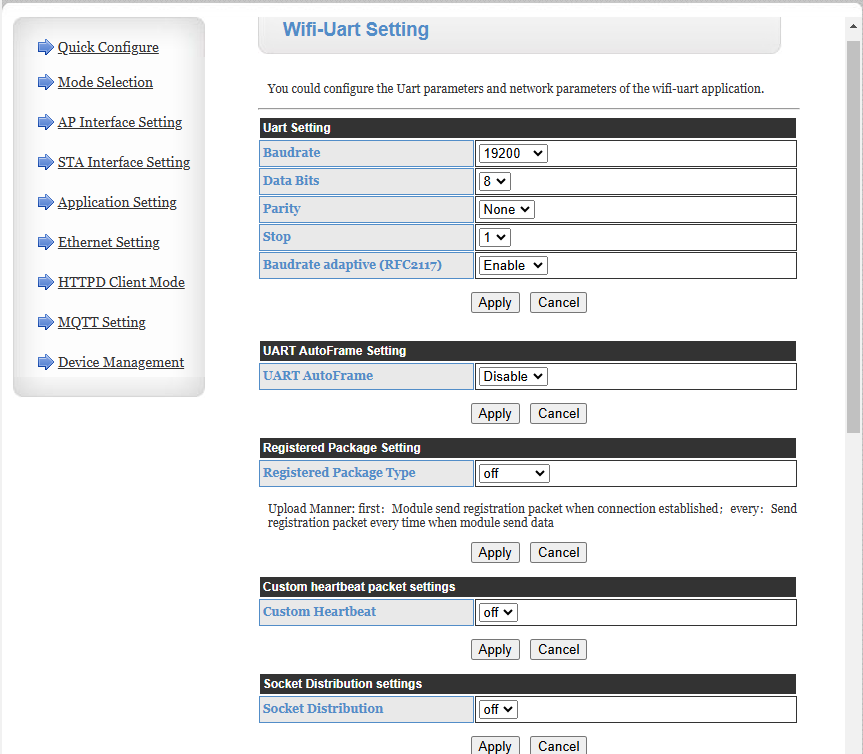 Quick Configure
Mode Selection
AP Interface Setting
STA Interface Setting
Application Setting
Ethernet Setting
HTTPD Client Mode
MQTT Setting
Device Management
Wifi-Uart Setting
You could configure the Uart parameters and network parameters of the wifi-uart application.
Uart Setting
Baudrate 19200
Data Bits 8
Parity None
Stop 1
Baudrate adaptive (RFC2117) Enable
Apply Cancel
UART AutoFrame Setting
UART AutoFrame Disable
Apply Cancel
Registered Package Setting
Registered Package Type off
Upload Manner: first：Module send registration packet when connection established；every：Send
registration packet every time when module send data
Apply Cancel
Custom heartbeat packet settings
Custom Heartbeat off
Apply Cancel
Socket Distribution settings
Socket Distribution off
Apply Cancel